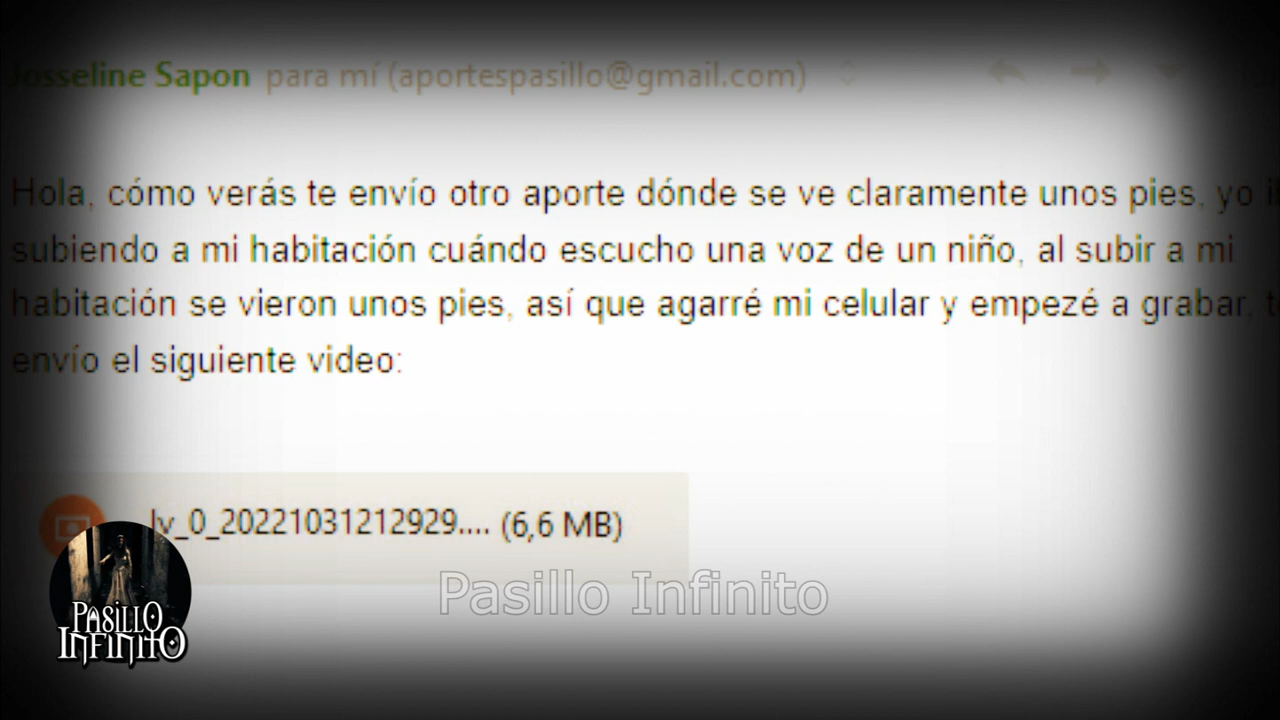 Josseline Sapon para mí (aportespasillo@gmail.com)
Hola, cómo verás te envío otro aporte dónde se ve claramente unos pies, yo
subiendo a mi habitación cuándo escucho una voz de un niño, al subir a mi
habitación se vieron unos pies, así que agarré mi celular y empezé a grabar,
envío el siguiente video:
lv_0_20221031212929.... (6,6 MB)
Pasillo Infinito
PASILLO
INFINITO